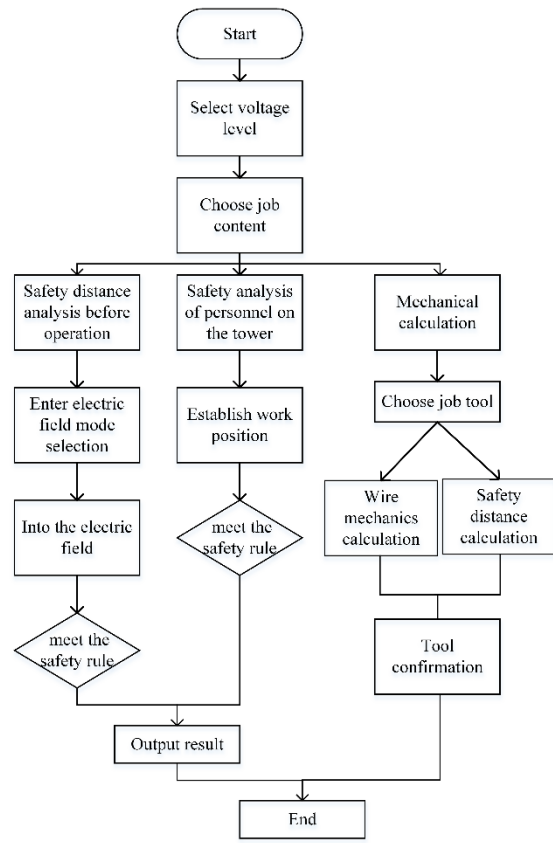 Start
Select voltage
level
Choose job
content
Safety distance
analysis before
operation
Safety analysis
of personnel on
the tower
Mechanical
calculation
Enter electric
field mode
selection
Establish work
position
Choose job tool
Into the electric
field
meet the
safety rule
Wire
mechanics
calculation
Safety
distance
calculation
meet the
safety rule
Tool
confirmation
Output result
End